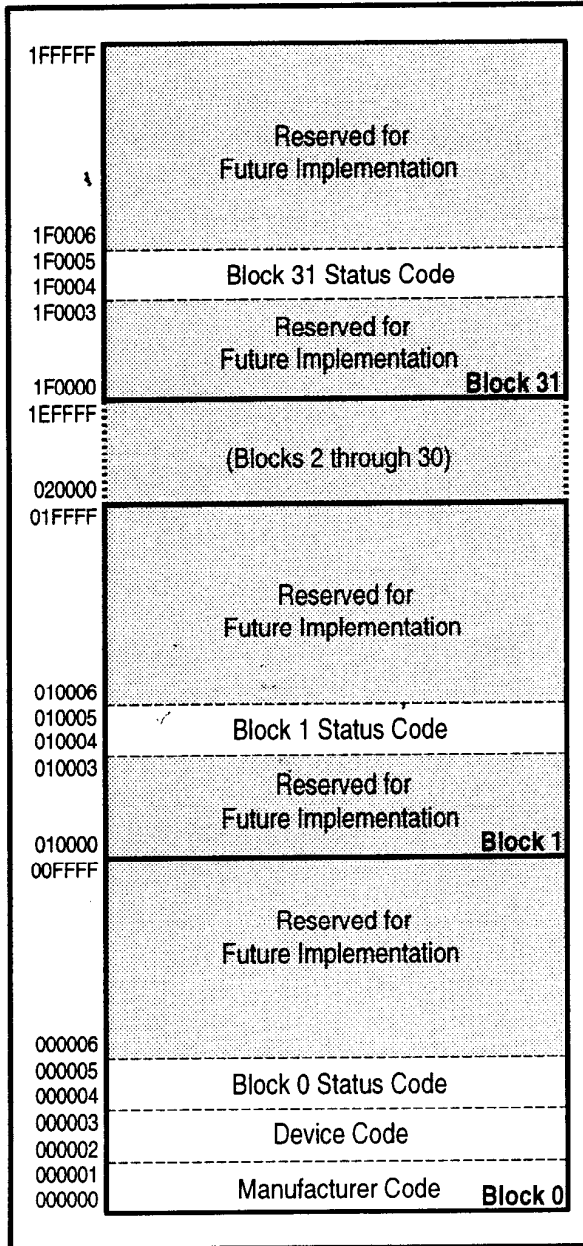 1FFFFF
Reserved for
Future Implementation
1F0006
1F0005
Block 31 Status Code
1F0004
1F0003
Reserved for
Future Implementation
1F0000
Block 31
1EFFFF
(Blocks 2 through 30)
020000
01FFFF
Reserved for
Future Implementation
010006
010005
Block 1 Status Code
010004
010003
Reserved for
Future Implementation
010000
Block 1
00FFFF
Reserved for
Future Implementation
000006
000005
Block 0 Status Code
000004
000003
Device Code
000002
000001
Manufacturer Code Block 0
000000